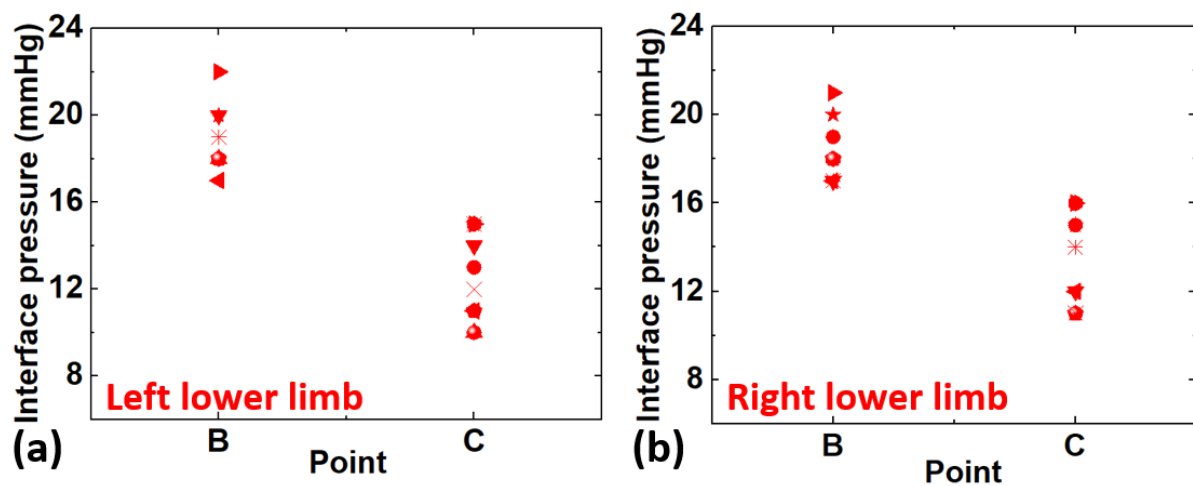 24
20
16
12
8
Interface pressure (mmHg)
Left lower limb
B
C
Point
(a)
24
20
16
12
8
Interface pressure (mmHg)
Right lower limb
B
C
Point
(b)